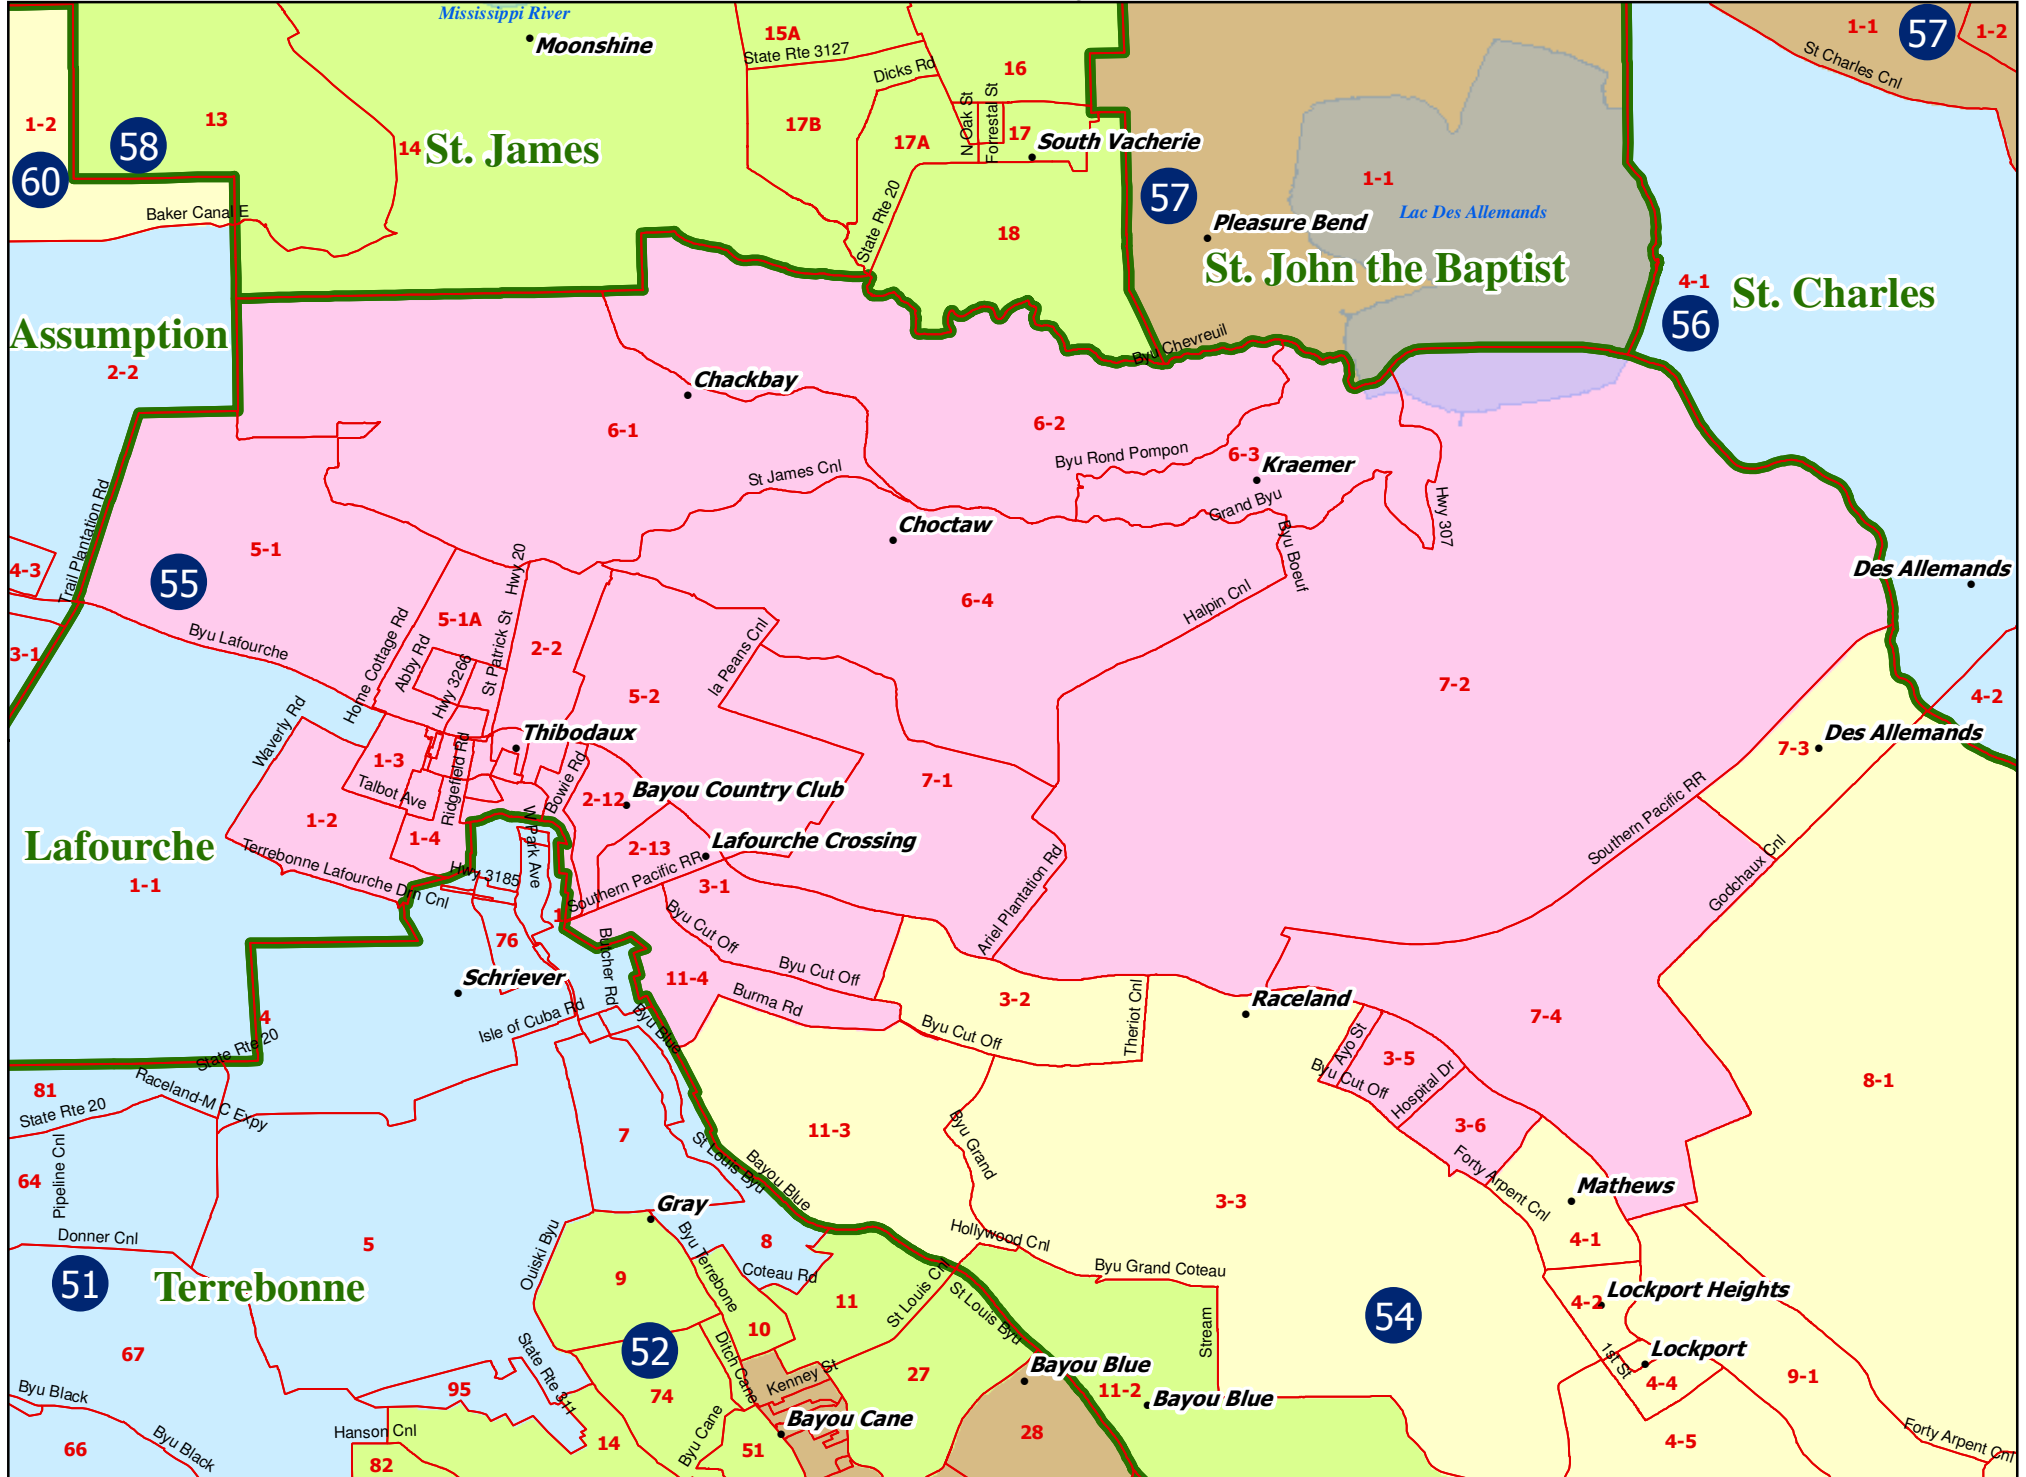 Mississippi River
Moonshine
15A
State Rte 3127
Dicks Rd
16
1-1
57
1-2
St Charles Cnl
1-2
13
58
14
St. James
17B
17A
N Oak St
Forrestal St
17
South Vacherie
60
57
1-1
Lac Des Allemands
Pleasure Bend
Baker Canal E
State Rte 20
18
St. John the Baptist
4-1
St. Charles
56
Assumption
2-2
Byu Chevreuil
Chackbay
6-1
6-2
Byu Rond Pompon
6-3
Kraemer
St James Cnl
Grand Byu
Hwy 307
Choctaw
Byu Boeuf
Trail Plantation Rd
5-1
55
4-3
Hwy 20
Des Allemands
6-4
Halpin Cnl
Home Cottage Rd
5-1A
St Patrick St
2-2
Byu Lafourche
3-1
Abby Rd
Hwy 3266
la Peans Cnl
5-2
7-2
4-2
Waverly Rd
Thibodaux
7-3
Des Allemands
1-3
Ridgefield Rd
Talbot Ave
Bowie Rd
7-1
Bayou Country Club
2-12
Southern Pacific RR
1-2
1-4
W Park Ave
Lafourche
2-13
Lafourche Crossing
1-1
Terrebonne Lafourche Drn Cnl
Hwy 3185
Southern Pacific RR
3-1
Ariel Plantation Rd
Godchaux Cnl
1
Byu Cut Off
76
Butcher Rd
Byu Cut Off
Schriever
11-4
Burma Rd
3-2
Theriot Cnl
Raceland
7-4
4
Isle of Cuba Rd
Byu Blue
Byu Cut Off
State Rte 20
Ayo St
3-5
Hospital Dr
Byu Cut Off
81
State Rte 20
Raceland-M C Expy
8-1
7
11-3
Byu Grand
3-6
Pipeline Cnl
64
St Louis Byu
Bayou Blue
Forty Arpent Cnl
Mathews
3-3
Gray
Donner Cnl
5
Ouiski Byu
Byu Terrebone
8
Hollywood Cnl
4-1
51
Terrebonne
9
Coteau Rd
Byu Grand Coteau
11
St Louis Cnl
St Louis Byu
54
4-2
Lockport Heights
10
52
Stream
67
State Rte 311
Ditch Cane
1st St
Lockport
Bayou Blue
Kenney St
27
11-2
Bayou Blue
4-4
9-1
Byu Black
95
74
Bayou Cane
Byu Cane
Hanson Cnl
66
Byu Black
14
51
28
4-5
Forty Arpent Cnl
82